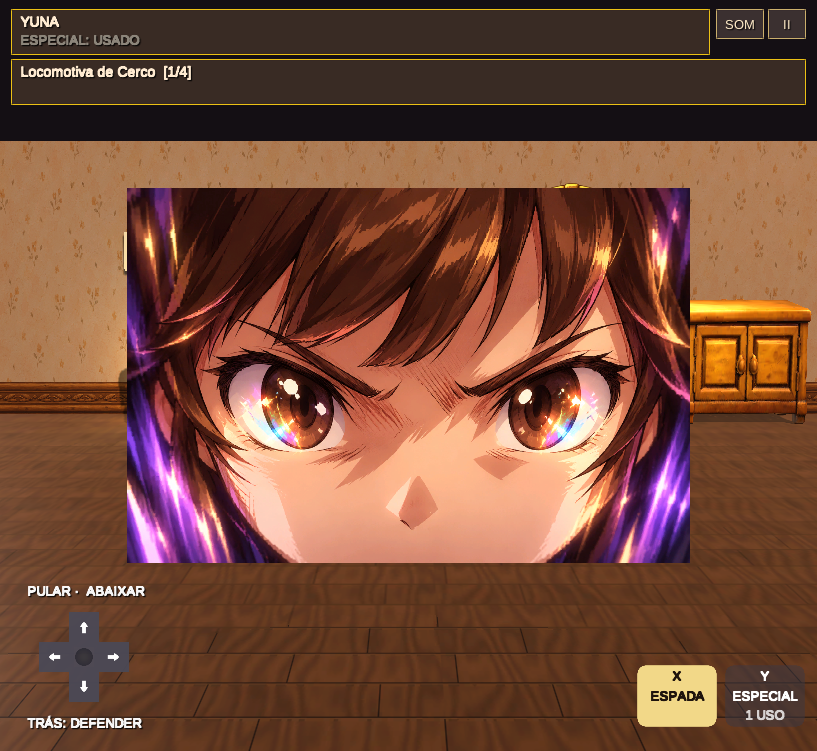 YUNA
ESPECIAL: USADO
SOM
II
Locomotiva de Cerco [1/4]
PULAR · ABAIXAR
TRÁS: DEFENDER
X
ESPADA
Y
ESPECIAL
1 USO